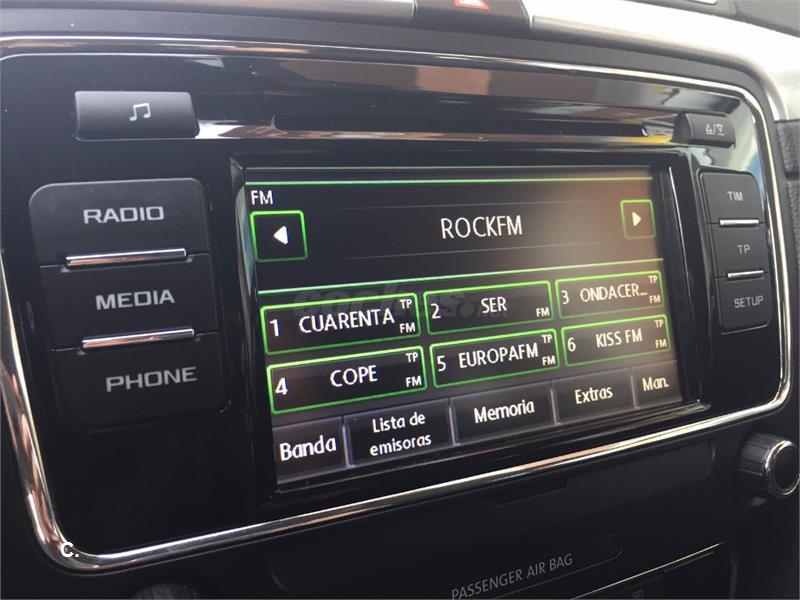 RADIO
MEDIA
PHONE
FM
ROCKFM
1 CUARENTA TP FM
2 SER FM
3 ONDACER... TP FM
4 COPE TP FM
5 EUROPAFM TP FM
6 KISS FM TP FM
Banda
Lista de
emisoras
Memoria
Extras
Man.
TIM
TP
SETUP
PASSENGER AIR BAG
C.